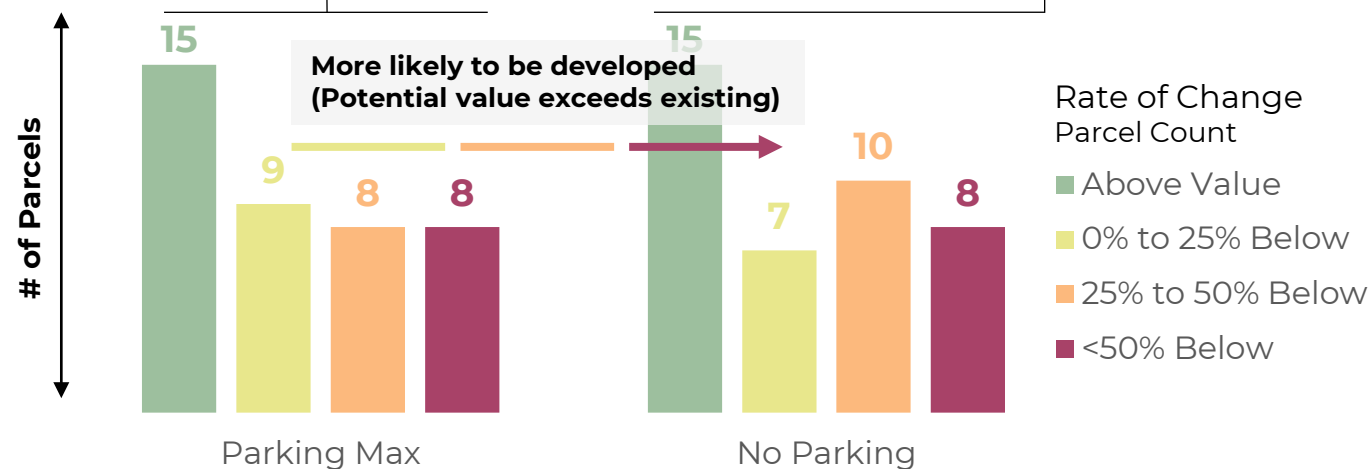 # of Parcels
15
9
8
8
More likely to be developed
(Potential value exceeds existing)
15
7
10
8
Parking Max
No Parking
Rate of Change
Parcel Count
Above Value
0% to 25% Below
25% to 50% Below
<50% Below